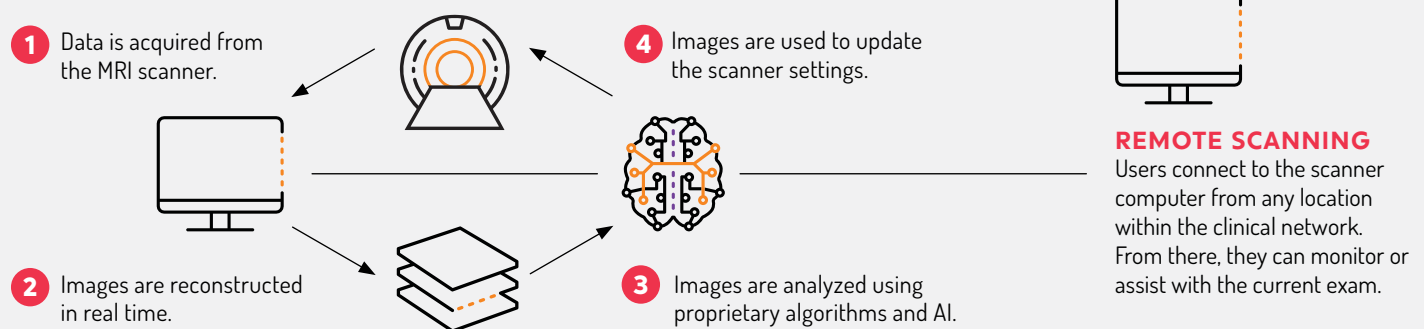 1 Data is acquired from
the MRI scanner.
4 Images are used to update
the scanner settings.
2 Images are reconstructed
in real time.
3 Images are analyzed using
proprietary algorithms and AI.
REMOTE SCANNING
Users connect to the scanner
computer from any location
within the clinical network.
From there, they can monitor or
assist with the current exam.